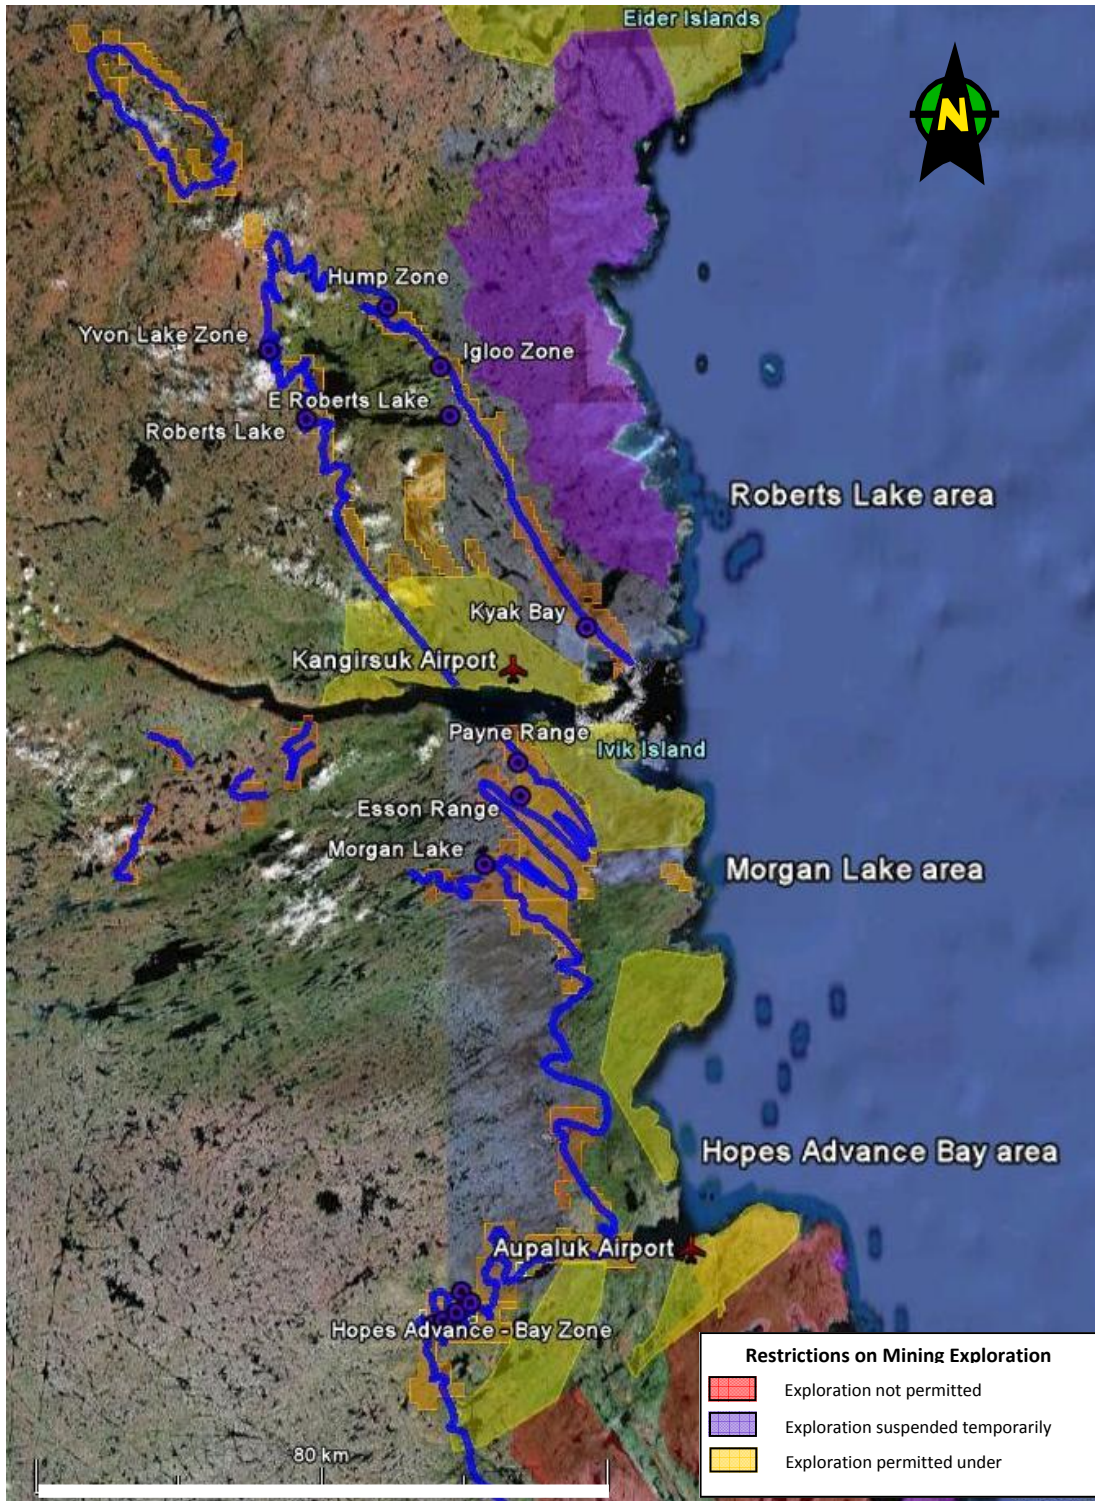 Eider Islands
N
Hump Zone
Yvon Lake Zone
Igloo Zone
E Roberts Lake
Roberts Lake
Roberts Lake area
Kyak Bay
Kangirsuk Airport
Payne Range
Ivik Island
Esson Range
Morgan Lake
Morgan Lake area
Hopes Advance Bay area
Aupaluk Airport
Hopes Advance - Bay Zone
Restrictions on Mining Exploration
Exploration not permitted
Exploration suspended temporarily
Exploration permitted under
80 km